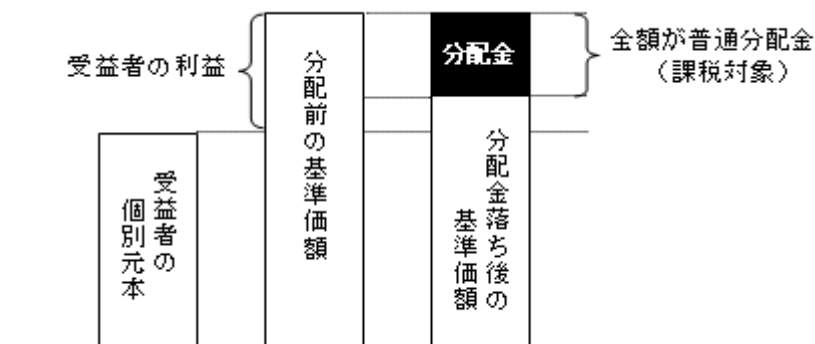 受益者の利益
分配前の基準価額
分配金
全額が普通分配金
（課税対象）
受益者の
個別元本
分配金落ち後の
基準価額